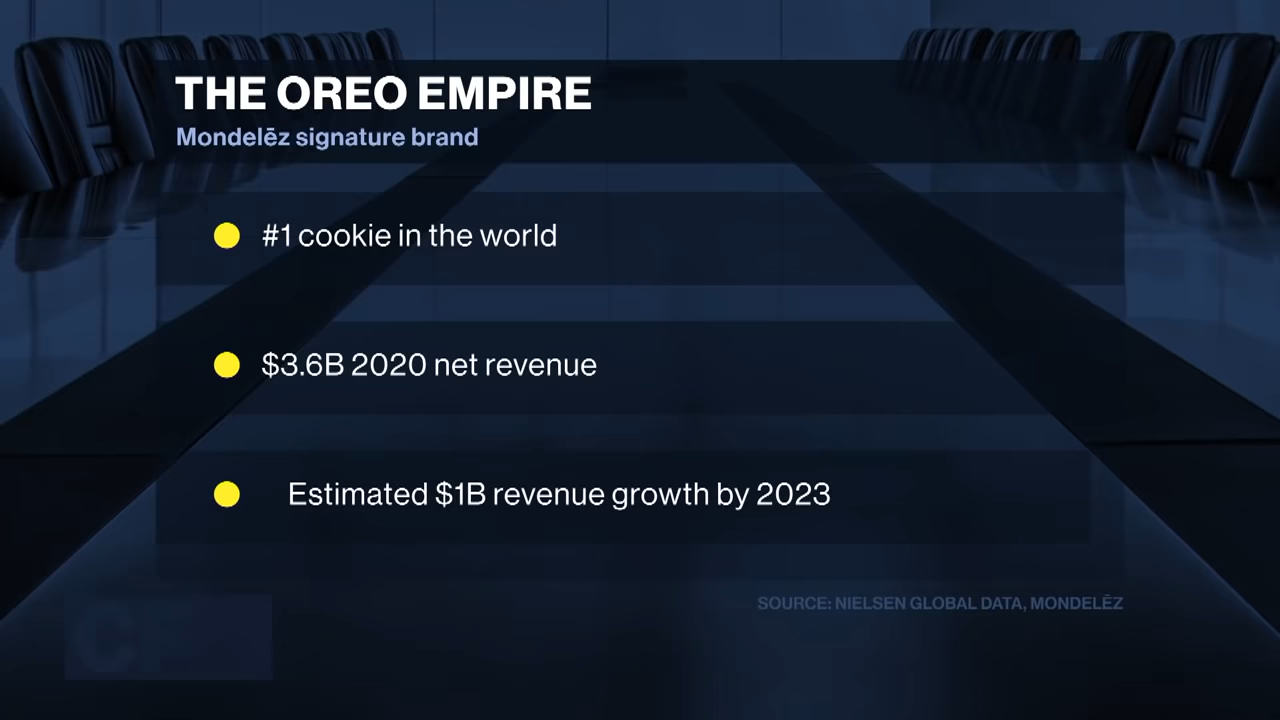 THE OREO EMPIRE
Mondelēz signature brand
#1 cookie in the world
$3.6B 2020 net revenue
Estimated $1B revenue growth by 2023
SOURCE: NIELSEN GLOBAL DATA, MONDELĒZ